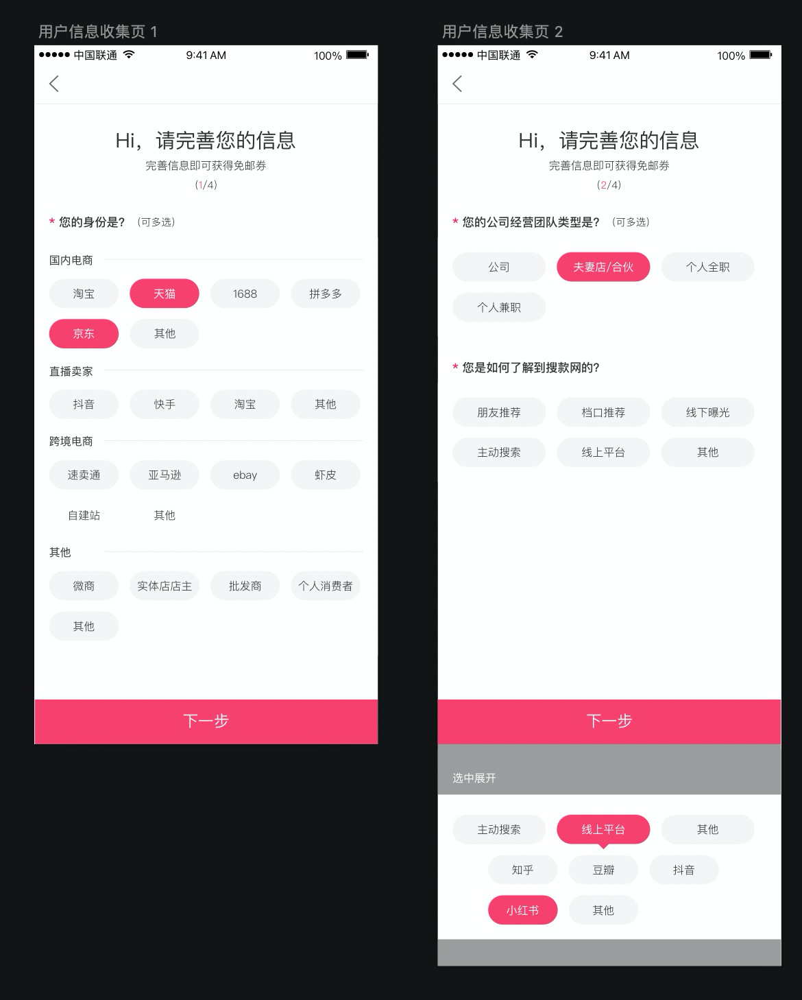 用户信息收集页 1
中国联通 9:41 AM 100%
Hi，请完善您的信息
完善信息即可获得免邮券
(1/4)
* 您的身份是？（可多选）
国内电商
淘宝 天猫 1688 拼多多
京东 其他
直播卖家
抖音 快手 淘宝 其他
跨境电商
速卖通 亚马逊 ebay 虾皮
自建站 其他
其他
微商 实体店店主 批发商 个人消费者
其他
下一步
用户信息收集页 2
中国联通 9:41 AM 100%
Hi，请完善您的信息
完善信息即可获得免邮券
(2/4)
* 您的公司经营团队类型是？（可多选）
公司 夫妻店/合伙 个人全职
个人兼职
* 您是如何了解到搜款网的？
朋友推荐 档口推荐 线下曝光
主动搜索 线上平台 其他
下一步
选中展开
主动搜索 线上平台 其他
知乎 豆瓣 抖音
小红书 其他